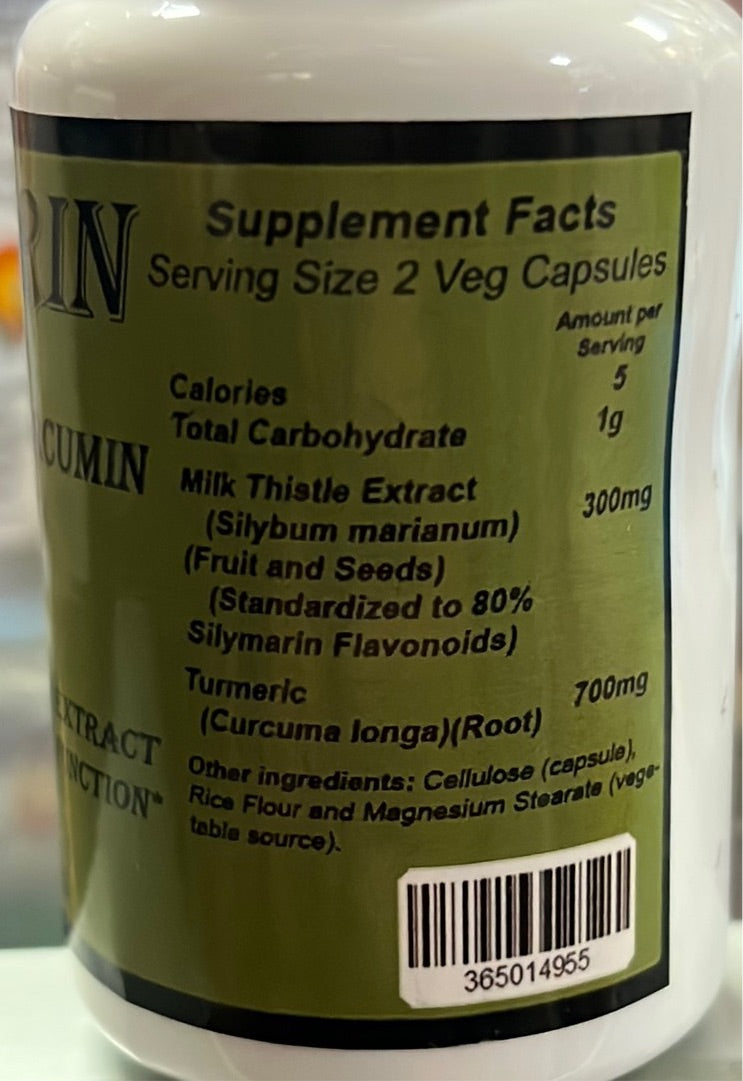 RIN
Supplement Facts
Serving Size 2 Veg Capsules
Amount per
Serving
Calories 5
Total Carbohydrate 1g
CUMIN
Milk Thistle Extract 300mg
(Silybum marianum)
(Fruit and Seeds)
(Standardized to 80%
Silymarin Flavonoids)
Turmeric 700mg
(Curcuma longa)(Root)
EXTRACT
NCTION*
Other ingredients: Cellulose (capsule),
Rice Flour and Magnesium Stearate (vege-
table source).
365014955